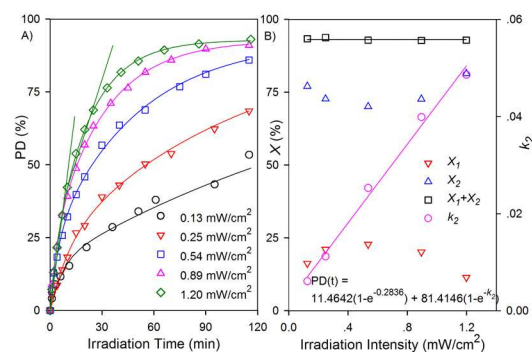 A)
PD (%)
100
75
50
25
0
0.13 mW/cm²
0.25 mW/cm²
0.54 mW/cm²
0.89 mW/cm²
1.20 mW/cm²
0 20 40 60 80 100 120
Irradiation Time (min)
B)
X (%)
100
75
50
25
0
X₁
X₂
X₁+X₂
k₂
PD(t) =
11.4642(1-e^-0.2836) + 81.4146(1-e^-k₂)
0.0 .4 .8 1.2
Irradiation Intensity (mW/cm²)
0.06
0.04
0.02
0.00
k₂